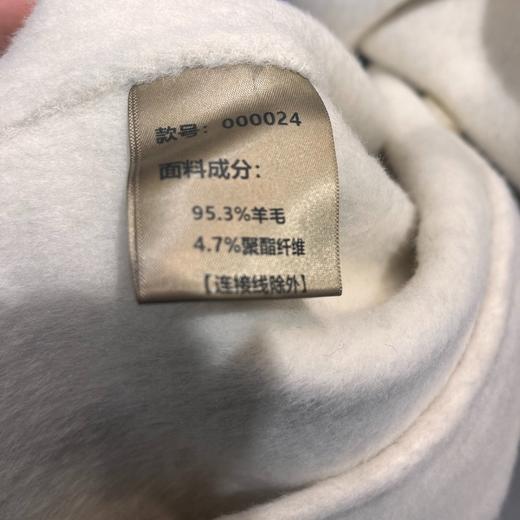 款号：000024
面料成分：
95.3%羊毛
4.7%聚酯纤维
【连接线除外】